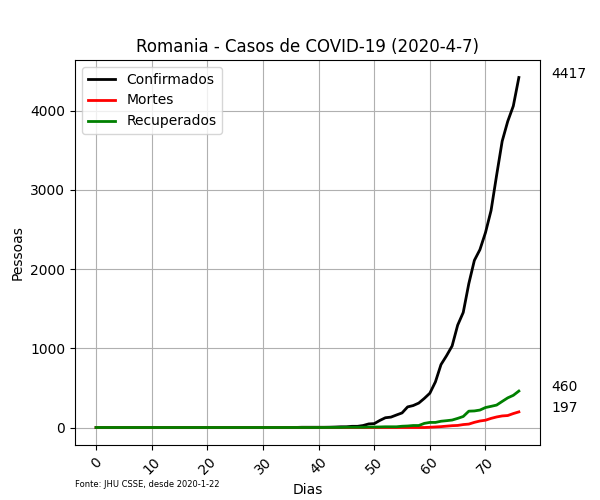 Romania - Casos de COVID-19 (2020-4-7)
Confirmados
Mortes
Recuperados
4417
460
197
Pessoas
4000
3000
2000
1000
0
0 10 20 30 40 50 60 70
Fonte: JHU CSSE, desde 2020-1-22
Dias